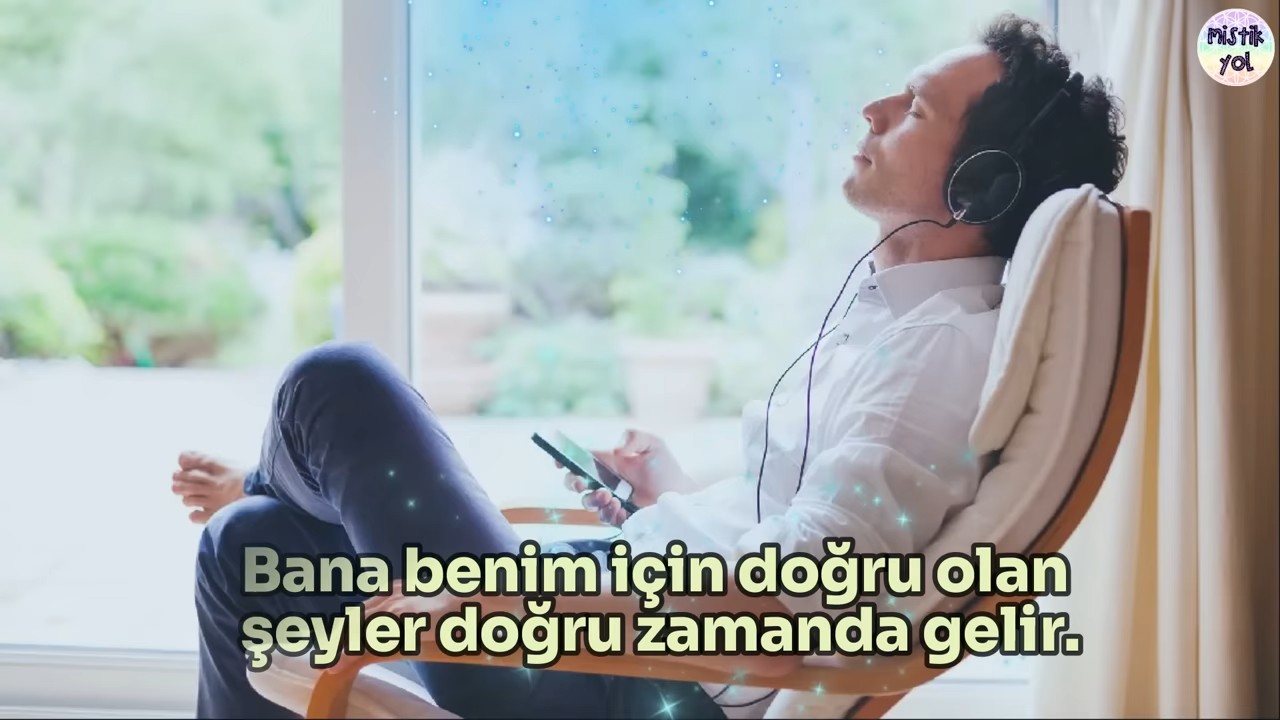 mistik
yol
Bana benim için doğru olan
şeyler doğru zamanda gelir.